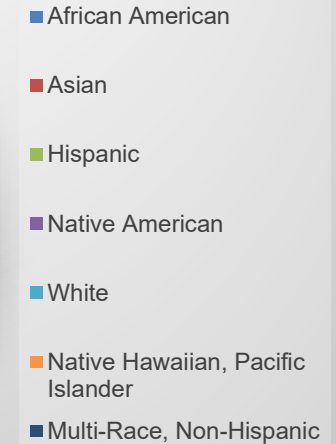 African American
Asian
Hispanic
Native American
White
Native Hawaiian, Pacific
Islander
Multi-Race, Non-Hispanic